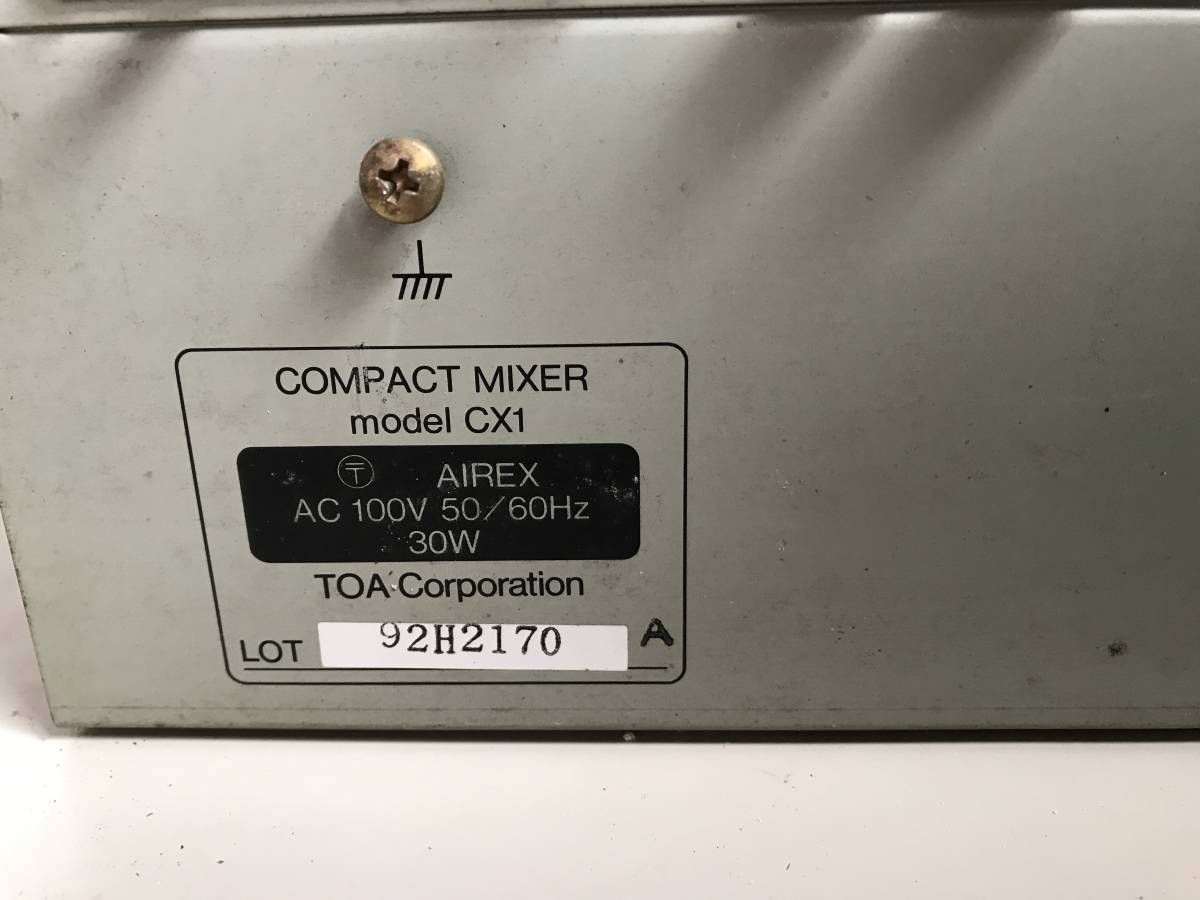 COMPACT MIXER
model CX1
〶 AIREX
AC 100V 50/60Hz
30W
TOA Corporation
LOT 92H2170 A